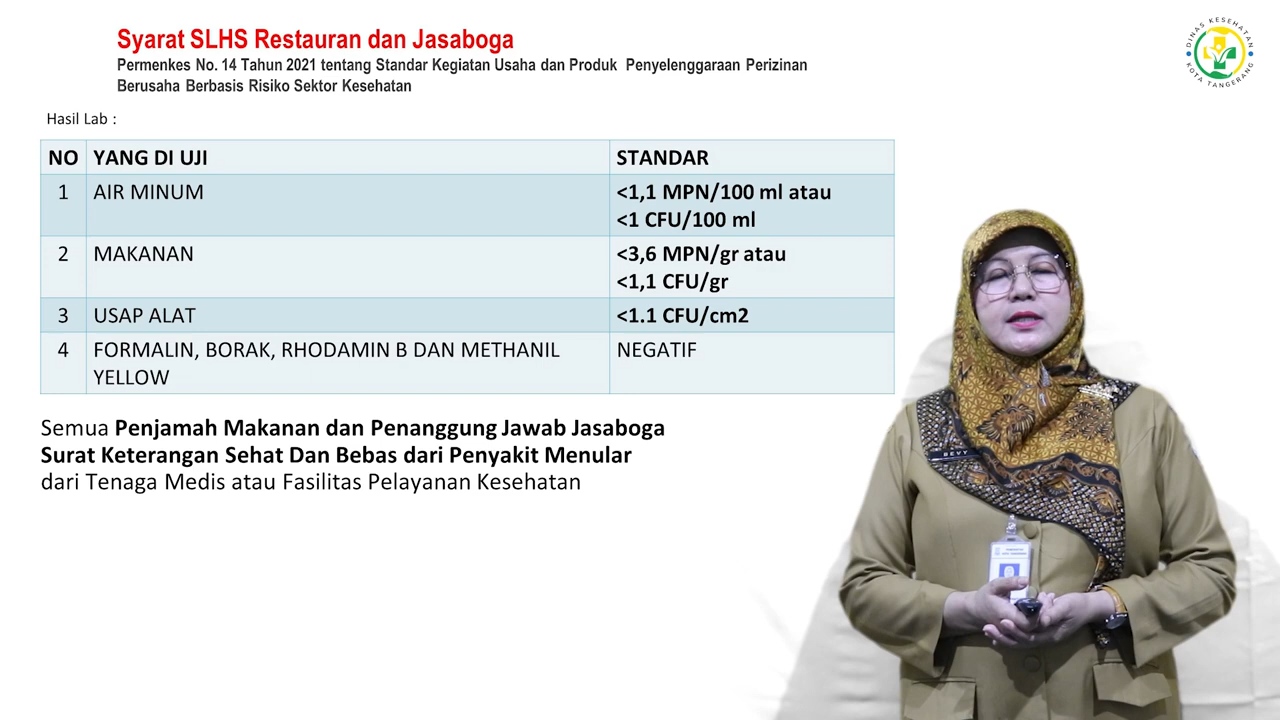 Syarat SLHS Restauran dan Jasaboga
Permenkes No. 14 Tahun 2021 tentang Standar Kegiatan Usaha dan Produk Penyelenggaraan Perizinan
Berusaha Berbasis Risiko Sektor Kesehatan
DINAS KESEHATAN
KOTA TANGERANG
Hasil Lab :
NO YANG DI UJI STANDAR
1 AIR MINUM <1,1 MPN/100 ml atau
<1 CFU/100 ml
2 MAKANAN <3,6 MPN/gr atau
<1,1 CFU/gr
3 USAP ALAT <1.1 CFU/cm2
4 FORMALIN, BORAK, RHODAMIN B DAN METHANIL NEGATIF
YELLOW
Semua Penjamah Makanan dan Penanggung Jawab Jasaboga
Surat Keterangan Sehat Dan Bebas dari Penyakit Menular
dari Tenaga Medis atau Fasilitas Pelayanan Kesehatan
BEVY